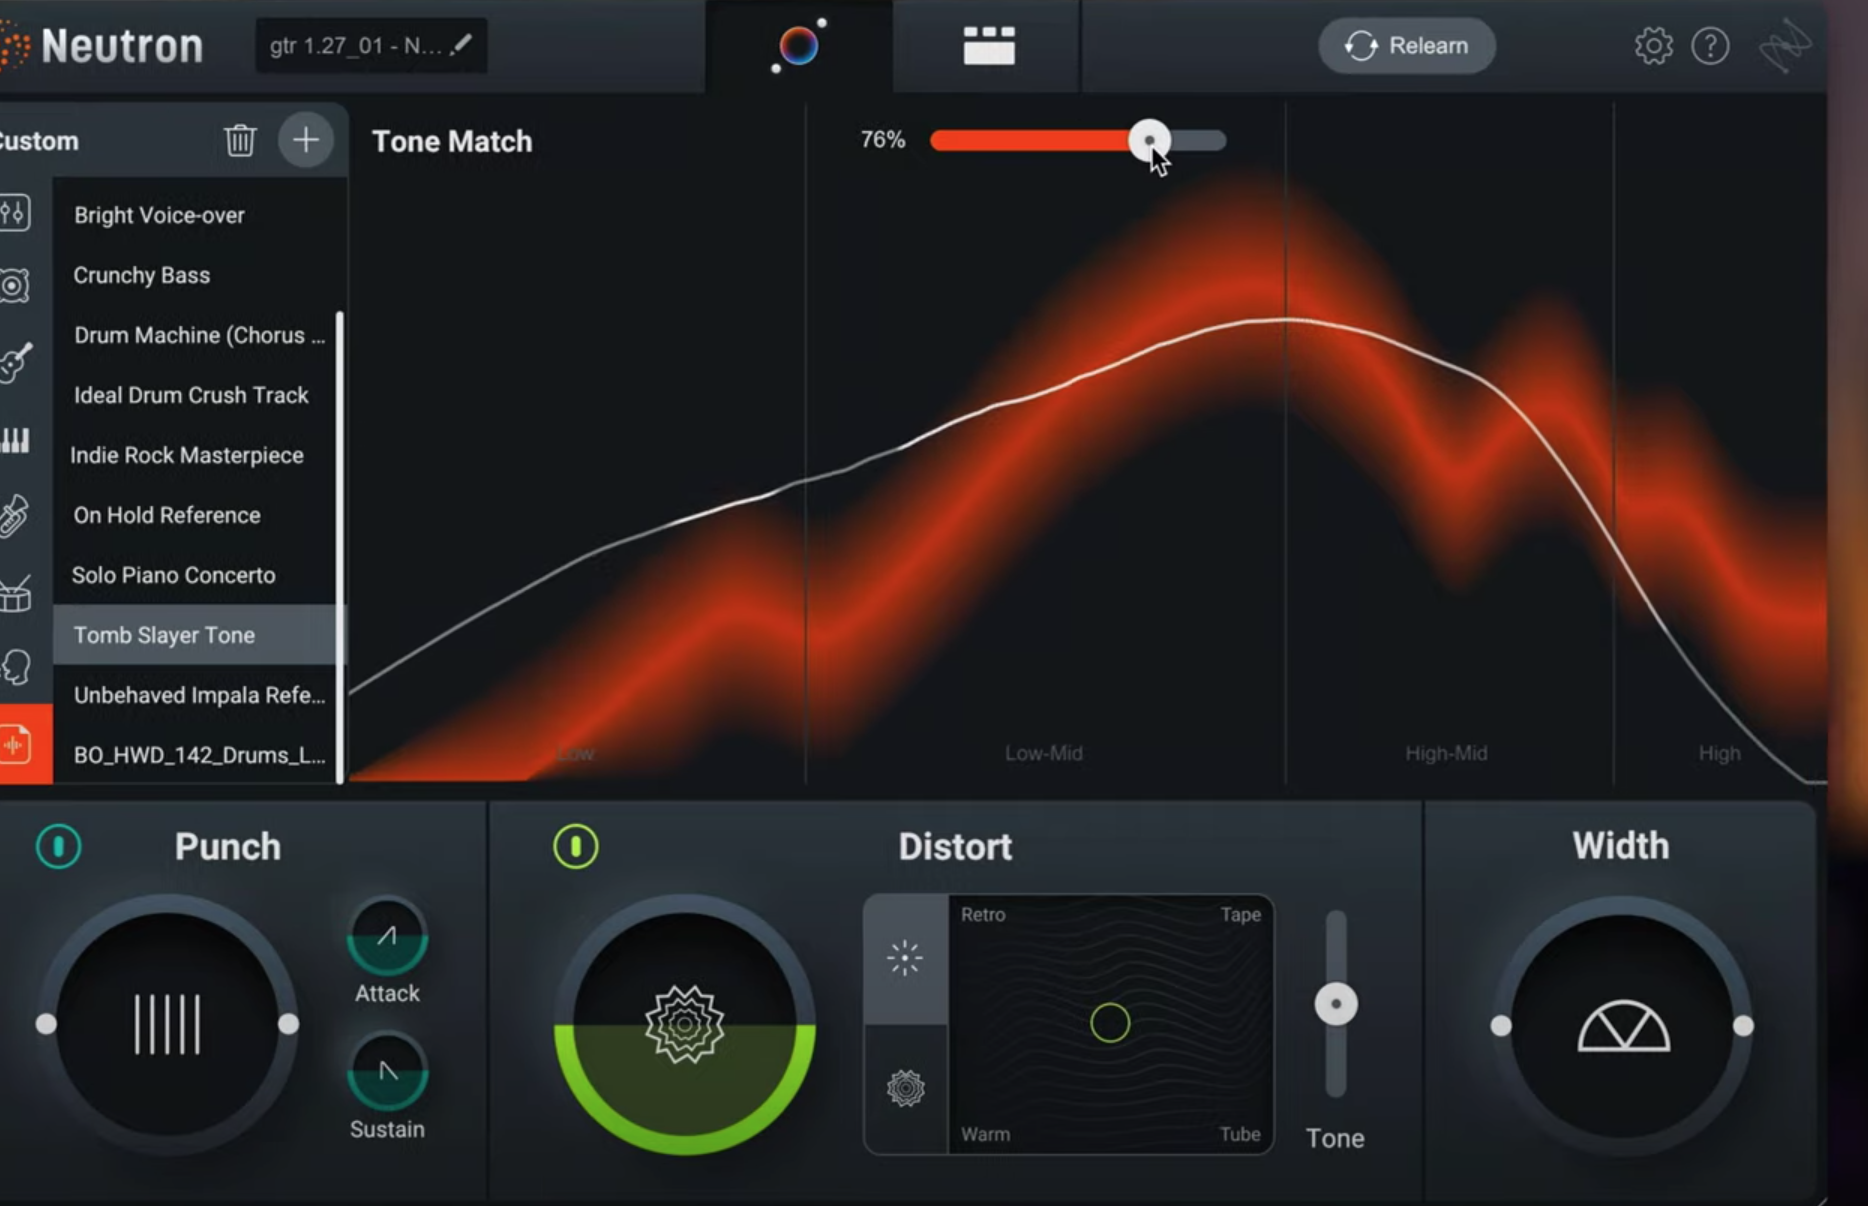 Neutron
gtr 1.27_01 - N...
Relearn
?
Custom
Tone Match
76%
Bright Voice-over
Crunchy Bass
Drum Machine (Chorus ...
Ideal Drum Crush Track
Indie Rock Masterpiece
On Hold Reference
Solo Piano Concerto
Tomb Slayer Tone
Unbehaved Impala Refe...
BO_HWD_142_Drums_L...
Low
Low-Mid
High-Mid
High
Punch
Attack
Sustain
Distort
Retro
Tape
Warm
Tube
Tone
Width